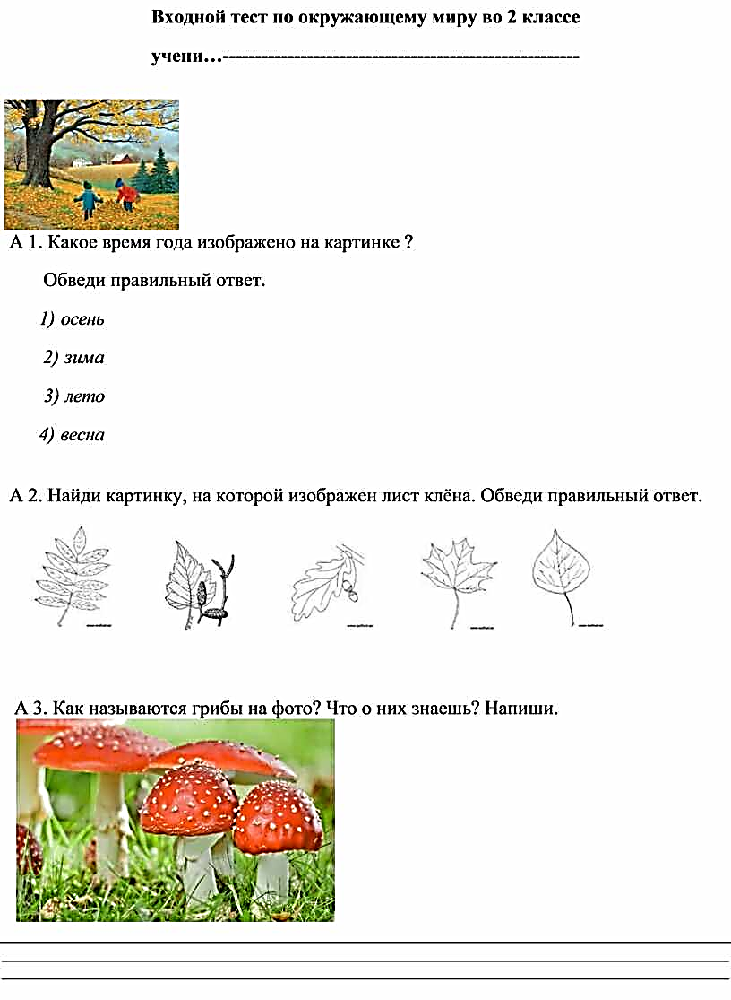 Входной тест по окружающему миру во 2 классе
учени…--------------------------------------------------------
А 1. Какое время года изображено на картинке ?
Обведи правильный ответ.
1) осень
2) зима
3) лето
4) весна
А 2. Найди картинку, на которой изображен лист клёна. Обведи правильный ответ.
А 3. Как называются грибы на фото? Что о них знаешь? Напиши.